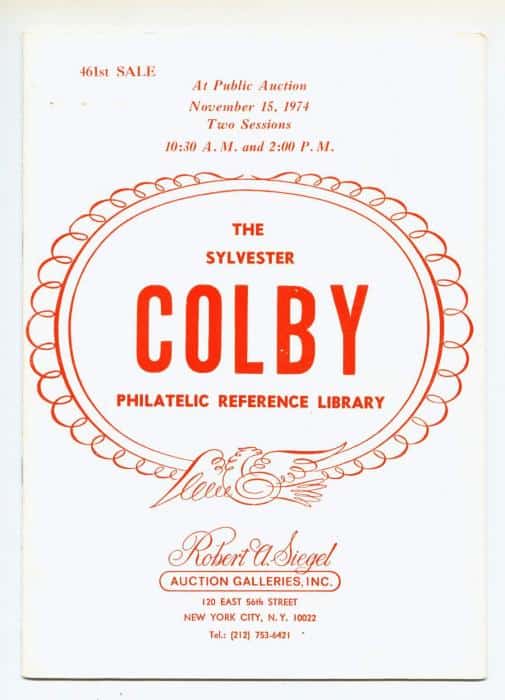 461st SALE
At Public Auction
November 15, 1974
Two Sessions
10:30 A. M. and 2:00 P. M.
THE
SYLVESTER
COLBY
PHILATELIC REFERENCE LIBRARY
Robert A. Siegel
AUCTION GALLERIES, INC.
120 EAST 56th STREET
NEW YORK CITY, N. Y. 10022
Tel.: (212) 753-6421